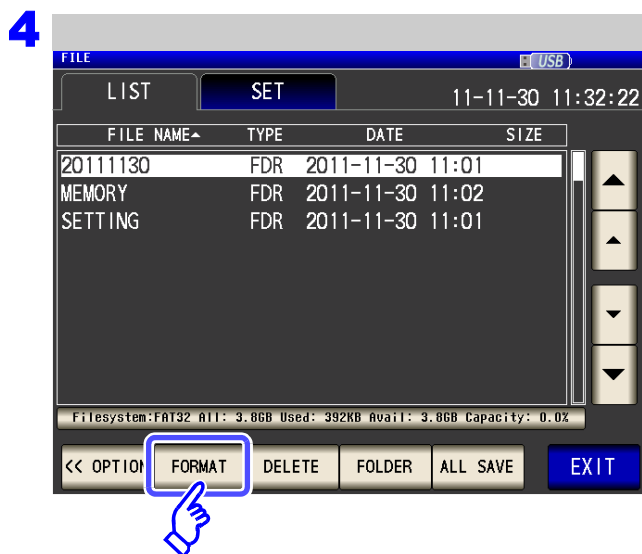 4
FILE USB
LIST SET 11-11-30 11:32:22
FILE NAME TYPE DATE SIZE
20111130 FDR 2011-11-30 11:01
MEMORY FDR 2011-11-30 11:02
SETTING FDR 2011-11-30 11:01
Filesystem:FAT32 All: 3.8GB Used: 392KB Avail: 3.8GB Capacity: 0.0%
<< OPTION FORMAT DELETE FOLDER ALL SAVE EXIT